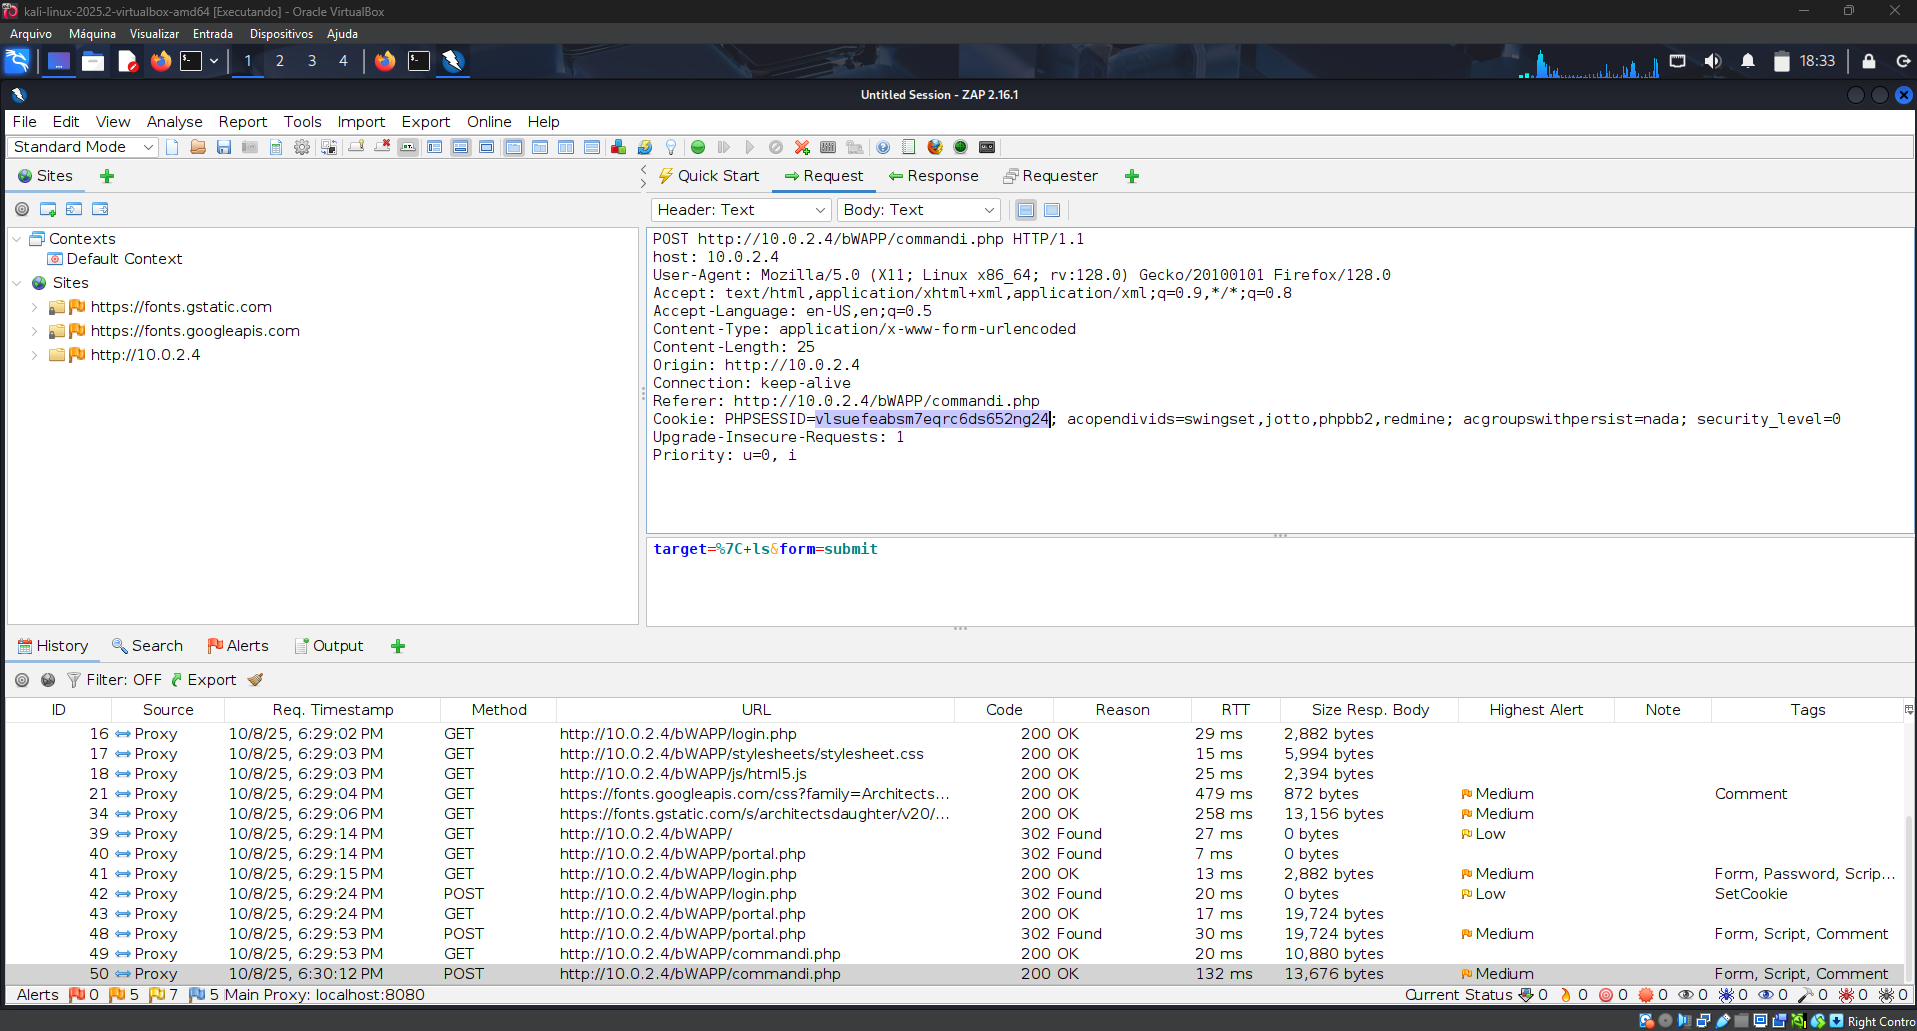 kali-linux-2025.2-virtualbox-amd64 [Executando] - Oracle VirtualBox
Arquivo Máquina Visualizar Entrada Dispositivos Ajuda
1 2 3 4 18:33
Untitled Session - ZAP 2.16.1
File Edit View Analyse Report Tools Import Export Online Help
Standard Mode
Sites
Quick Start Request Response Requester
Header: Text Body: Text
Contexts
Default Context
Sites
https://fonts.gstatic.com
https://fonts.googleapis.com
http://10.0.2.4
POST http://10.0.2.4/bWAPP/commandi.php HTTP/1.1
host: 10.0.2.4
User-Agent: Mozilla/5.0 (X11; Linux x86_64; rv:128.0) Gecko/20100101 Firefox/128.0
Accept: text/html,application/xhtml+xml,application/xml;q=0.9,*/*;q=0.8
Accept-Language: en-US,en;q=0.5
Content-Type: application/x-www-form-urlencoded
Content-Length: 25
Origin: http://10.0.2.4
Connection: keep-alive
Referer: http://10.0.2.4/bWAPP/commandi.php
Cookie: PHPSESSID=vlsuefeabsm7eqrc6ds652ng24; acopendivids=swingset,jotto,phpbb2,redmine; acgroupswithpersist=nada; security_level=0
Upgrade-Insecure-Requests: 1
Priority: u=0, i
target=%7C+ls&form=submit
History Search Alerts Output
Filter: OFF Export
ID Source Req. Timestamp Method URL Code Reason RTT Size Resp. Body Highest Alert Note Tags
16 Proxy 10/8/25, 6:29:02 PM GET http://10.0.2.4/bWAPP/login.php 200 OK 29 ms 2,882 bytes
17 Proxy 10/8/25, 6:29:03 PM GET http://10.0.2.4/bWAPP/stylesheets/stylesheet.css 200 OK 15 ms 5,994 bytes
18 Proxy 10/8/25, 6:29:03 PM GET http://10.0.2.4/bWAPP/js/html5.js 200 OK 25 ms 2,394 bytes
21 Proxy 10/8/25, 6:29:04 PM GET https://fonts.googleapis.com/css?family=Architects... 200 OK 479 ms 872 bytes Medium Comment
34 Proxy 10/8/25, 6:29:06 PM GET https://fonts.gstatic.com/s/architectsdaughter/v20/... 200 OK 258 ms 13,156 bytes Medium
39 Proxy 10/8/25, 6:29:14 PM GET http://10.0.2.4/bWAPP/ 302 Found 27 ms 0 bytes Low
40 Proxy 10/8/25, 6:29:14 PM GET http://10.0.2.4/bWAPP/portal.php 302 Found 7 ms 0 bytes
41 Proxy 10/8/25, 6:29:15 PM GET http://10.0.2.4/bWAPP/login.php 200 OK 13 ms 2,882 bytes Medium Form, Password, Scrip...
42 Proxy 10/8/25, 6:29:24 PM POST http://10.0.2.4/bWAPP/login.php 302 Found 20 ms 0 bytes Low SetCookie
43 Proxy 10/8/25, 6:29:24 PM GET http://10.0.2.4/bWAPP/portal.php 200 OK 17 ms 19,724 bytes
48 Proxy 10/8/25, 6:29:53 PM POST http://10.0.2.4/bWAPP/portal.php 302 Found 30 ms 19,724 bytes Medium Form, Script, Comment
49 Proxy 10/8/25, 6:29:53 PM GET http://10.0.2.4/bWAPP/commandi.php 200 OK 20 ms 10,880 bytes
50 Proxy 10/8/25, 6:30:12 PM POST http://10.0.2.4/bWAPP/commandi.php 200 OK 132 ms 13,676 bytes Medium Form, Script, Comment
Alerts 0 5 7 5 Main Proxy: localhost:8080 Current Status 0 0 0 0 0 0 0 0 0 0
Right Contro